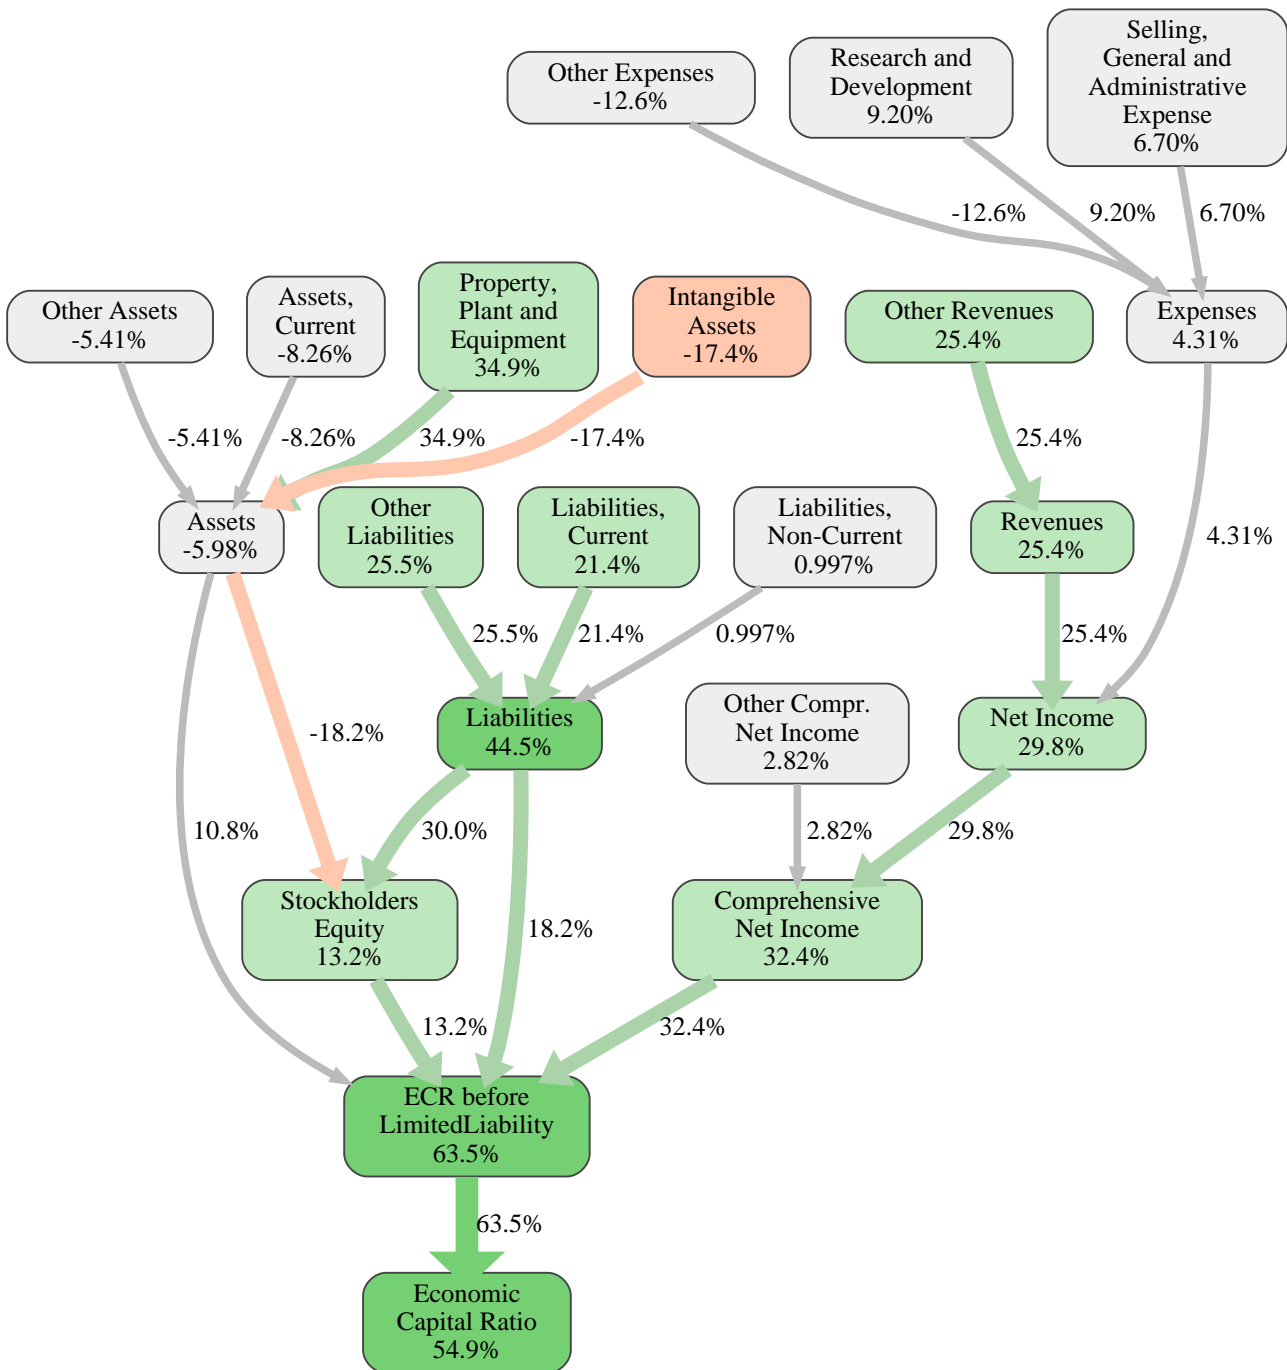 Selling,
General and
Administrative
Expense
6.70%
Research and
Development
9.20%
Other Expenses
-12.6%
-12.6%
9.20%
6.70%
Other Assets
-5.41%
Assets,
Current
-8.26%
Property,
Plant and
Equipment
34.9%
Intangible
Assets
-17.4%
Other Revenues
25.4%
Expenses
4.31%
-5.41%
-8.26%
34.9%
-17.4%
25.4%
Assets
-5.98%
Other
Liabilities
25.5%
Liabilities,
Current
21.4%
Liabilities,
Non-Current
0.997%
Revenues
25.4%
4.31%
25.5%
21.4%
0.997%
25.4%
-18.2%
Liabilities
44.5%
Other Compr.
Net Income
2.82%
Net Income
29.8%
10.8%
30.0%
2.82%
29.8%
Stockholders
Equity
13.2%
18.2%
Comprehensive
Net Income
32.4%
13.2%
32.4%
ECR before
LimitedLiability
63.5%
63.5%
Economic
Capital Ratio
54.9%